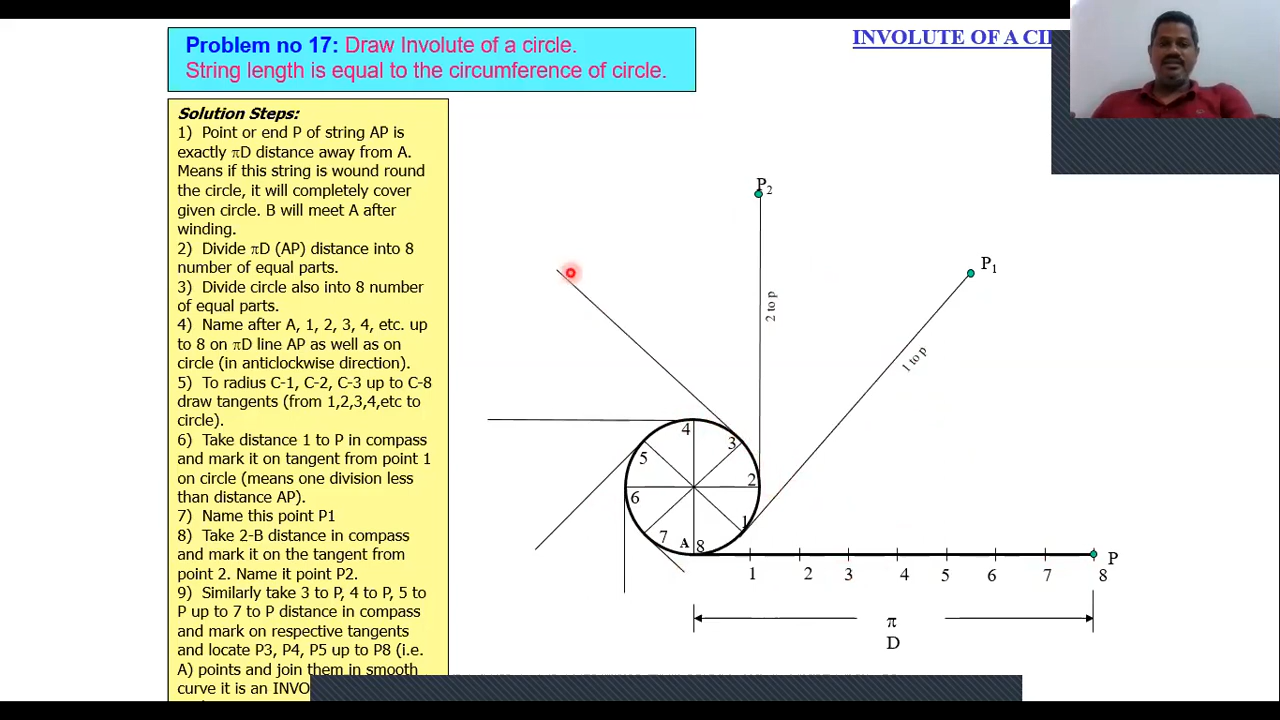 Problem no 17: Draw Involute of a circle.
String length is equal to the circumference of circle.
INVOLUTE OF A CI
Solution Steps:
1) Point or end P of string AP is
exactly πD distance away from A.
Means if this string is wound round
the circle, it will completely cover
given circle. B will meet A after
winding.
2) Divide πD (AP) distance into 8
number of equal parts.
3) Divide circle also into 8 number
of equal parts.
4) Name after A, 1, 2, 3, 4, etc. up
to 8 on πD line AP as well as on
circle (in anticlockwise direction).
5) To radius C-1, C-2, C-3 up to C-8
draw tangents (from 1,2,3,4,etc to
circle).
6) Take distance 1 to P in compass
and mark it on tangent from point 1
on circle (means one division less
than distance AP).
7) Name this point P1
8) Take 2-B distance in compass
and mark it on the tangent from
point 2. Name it point P2.
9) Similarly take 3 to P, 4 to P, 5 to
P up to 7 to P distance in compass
and mark on respective tangents
and locate P3, P4, P5 up to P8 (i.e.
A) points and join them in smooth
curve it is an INVO
P2
P1
2 to p
1 to p
4
3
5
2
6
1
7
A 8
P
1 2 3 4 5 6 7 8
π
D